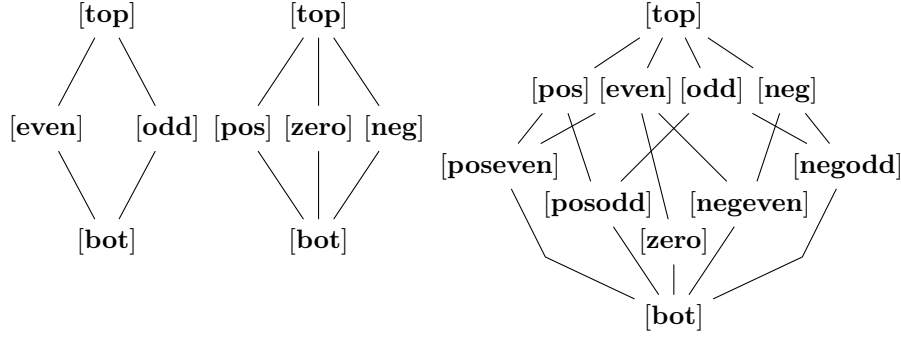 [top] [top] [top]
[pos] [even] [odd] [neg]
[even] [odd] [pos] [zero] [neg]
[poseven] [negodd]
[posodd] [negeven]
[bot] [bot] [zero]
[bot]